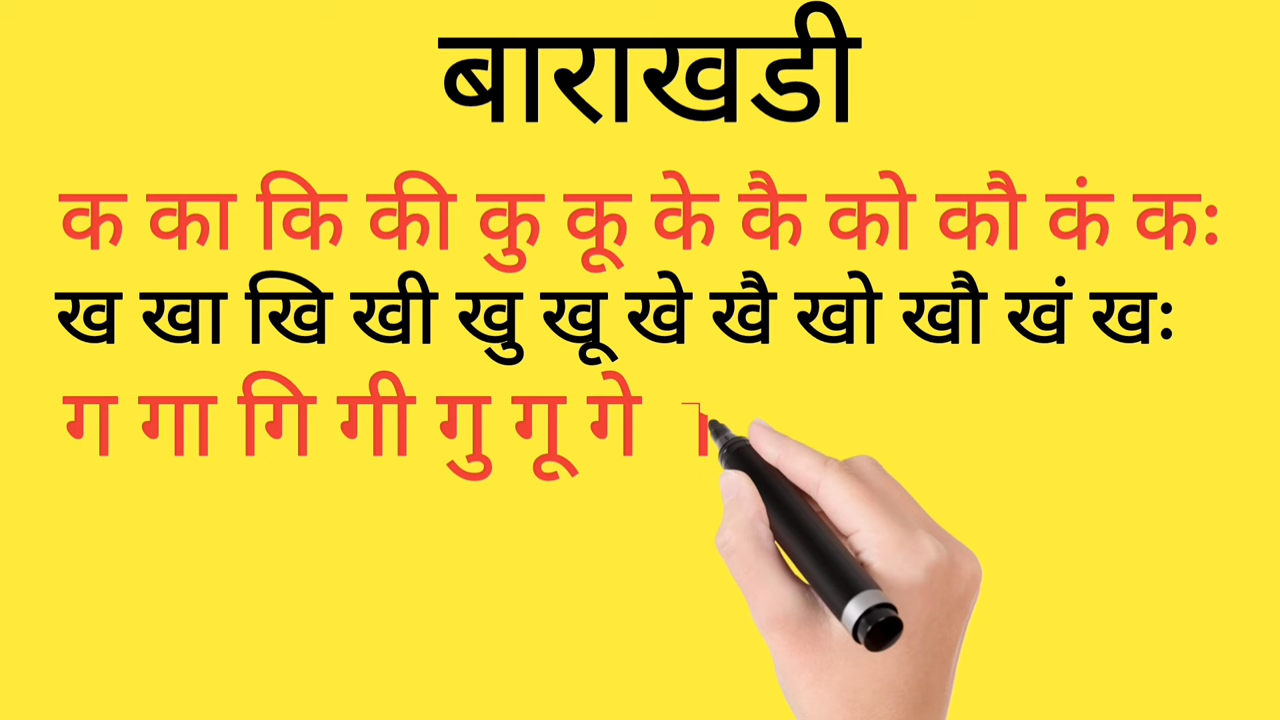 बाराखडी
क का कि की कु कू के कै को कौ कं कः
ख खा खि खी खु खू खे खै खो खौ खं खः
ग गा गि गी गु गू गे